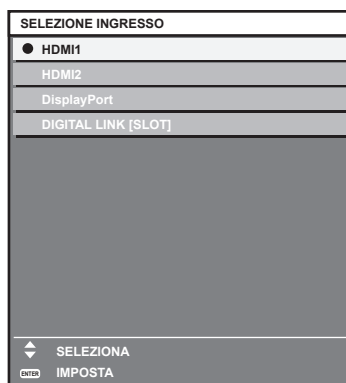 SELEZIONE INGRESSO
HDMI1
HDMI2
DisplayPort
DIGITAL LINK [SLOT]
SELEZIONA
ENTER IMPOSTA